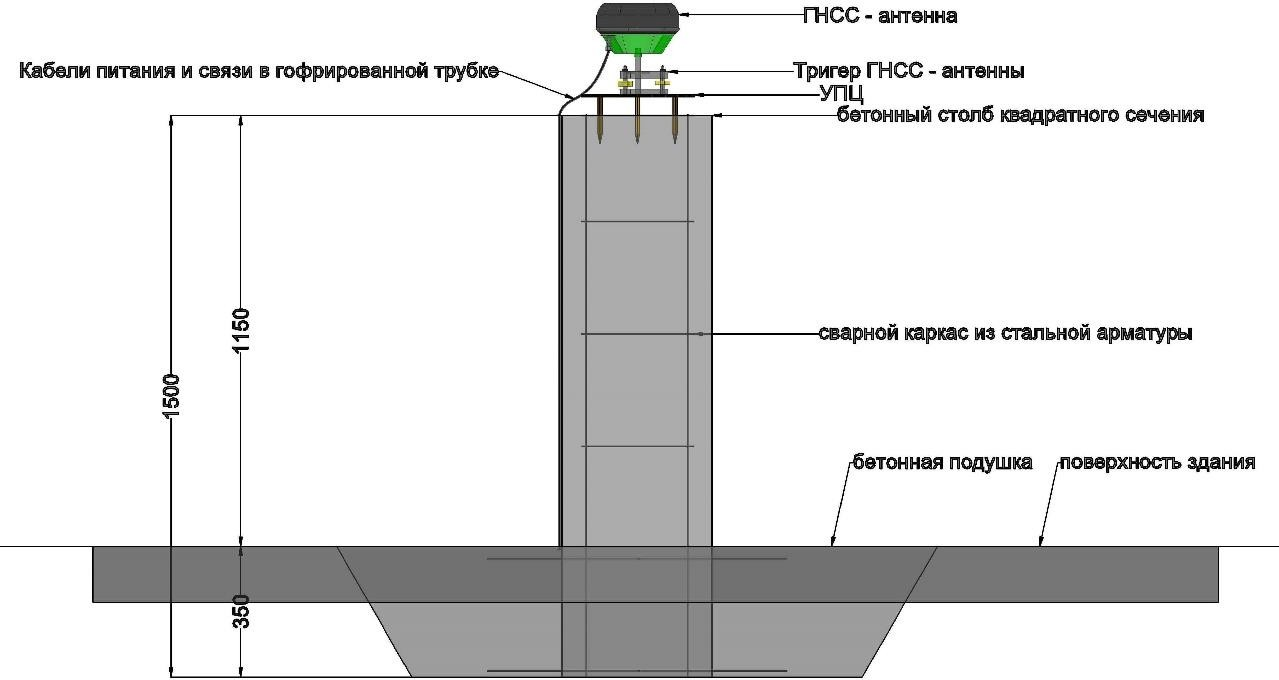 ГНСС - антенна
Кабели питания и связи в гофрированной трубке
Тригер ГНСС - антенны
УПЦ
бетонный столб квадратного сечения
1150
сварной каркас из стальной арматуры
1500
бетонная подушка
поверхность здания
350